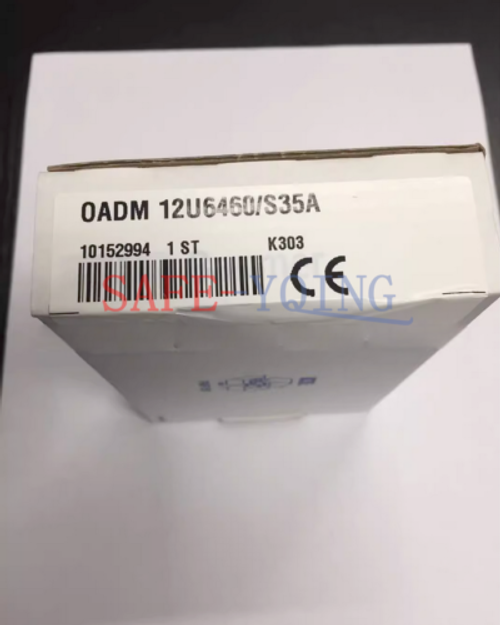 OADM 12U6460/S35A
10152994 1 ST K303
CE
SAFE-YQING